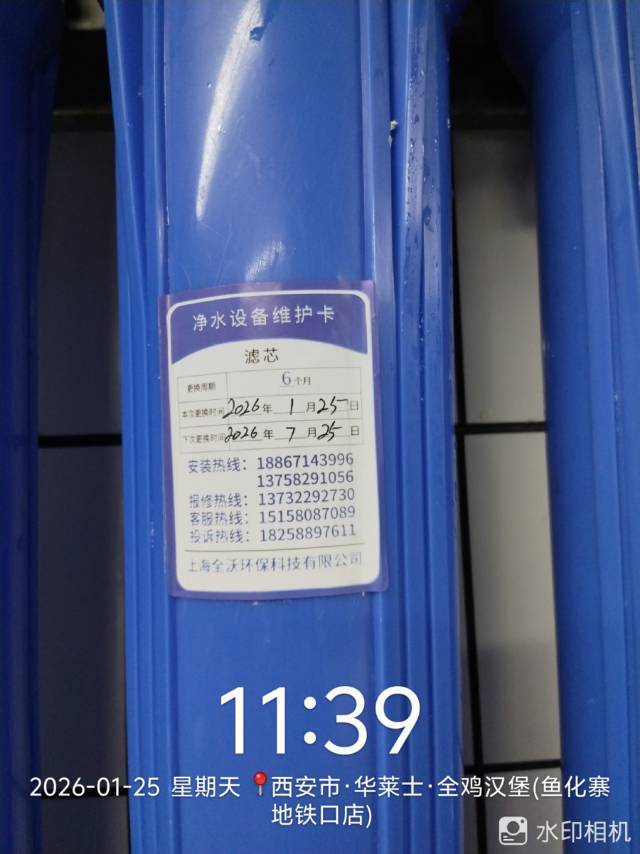 净水设备维护卡
滤芯
更换周期 6个月
本次更换时间 2026年 1月25日
下次更换时间 2026年 7月25日
安装热线：18867143996
13758291056
报修热线：13732292730
客服热线：15158087089
投诉热线：18258897611
上海全沃环保科技有限公司
11:39
2026-01-25 星期天 📍西安市·华莱士·全鸡汉堡(鱼化寨
地铁口店)
水印相机